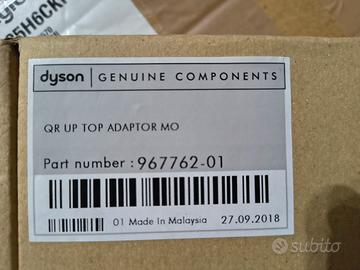 65H6CK
dyson
GENUINE COMPONENTS
QR UP TOP ADAPTOR MO
Part number : 967762-01
01 Made In Malaysia
27.09.2018
subito